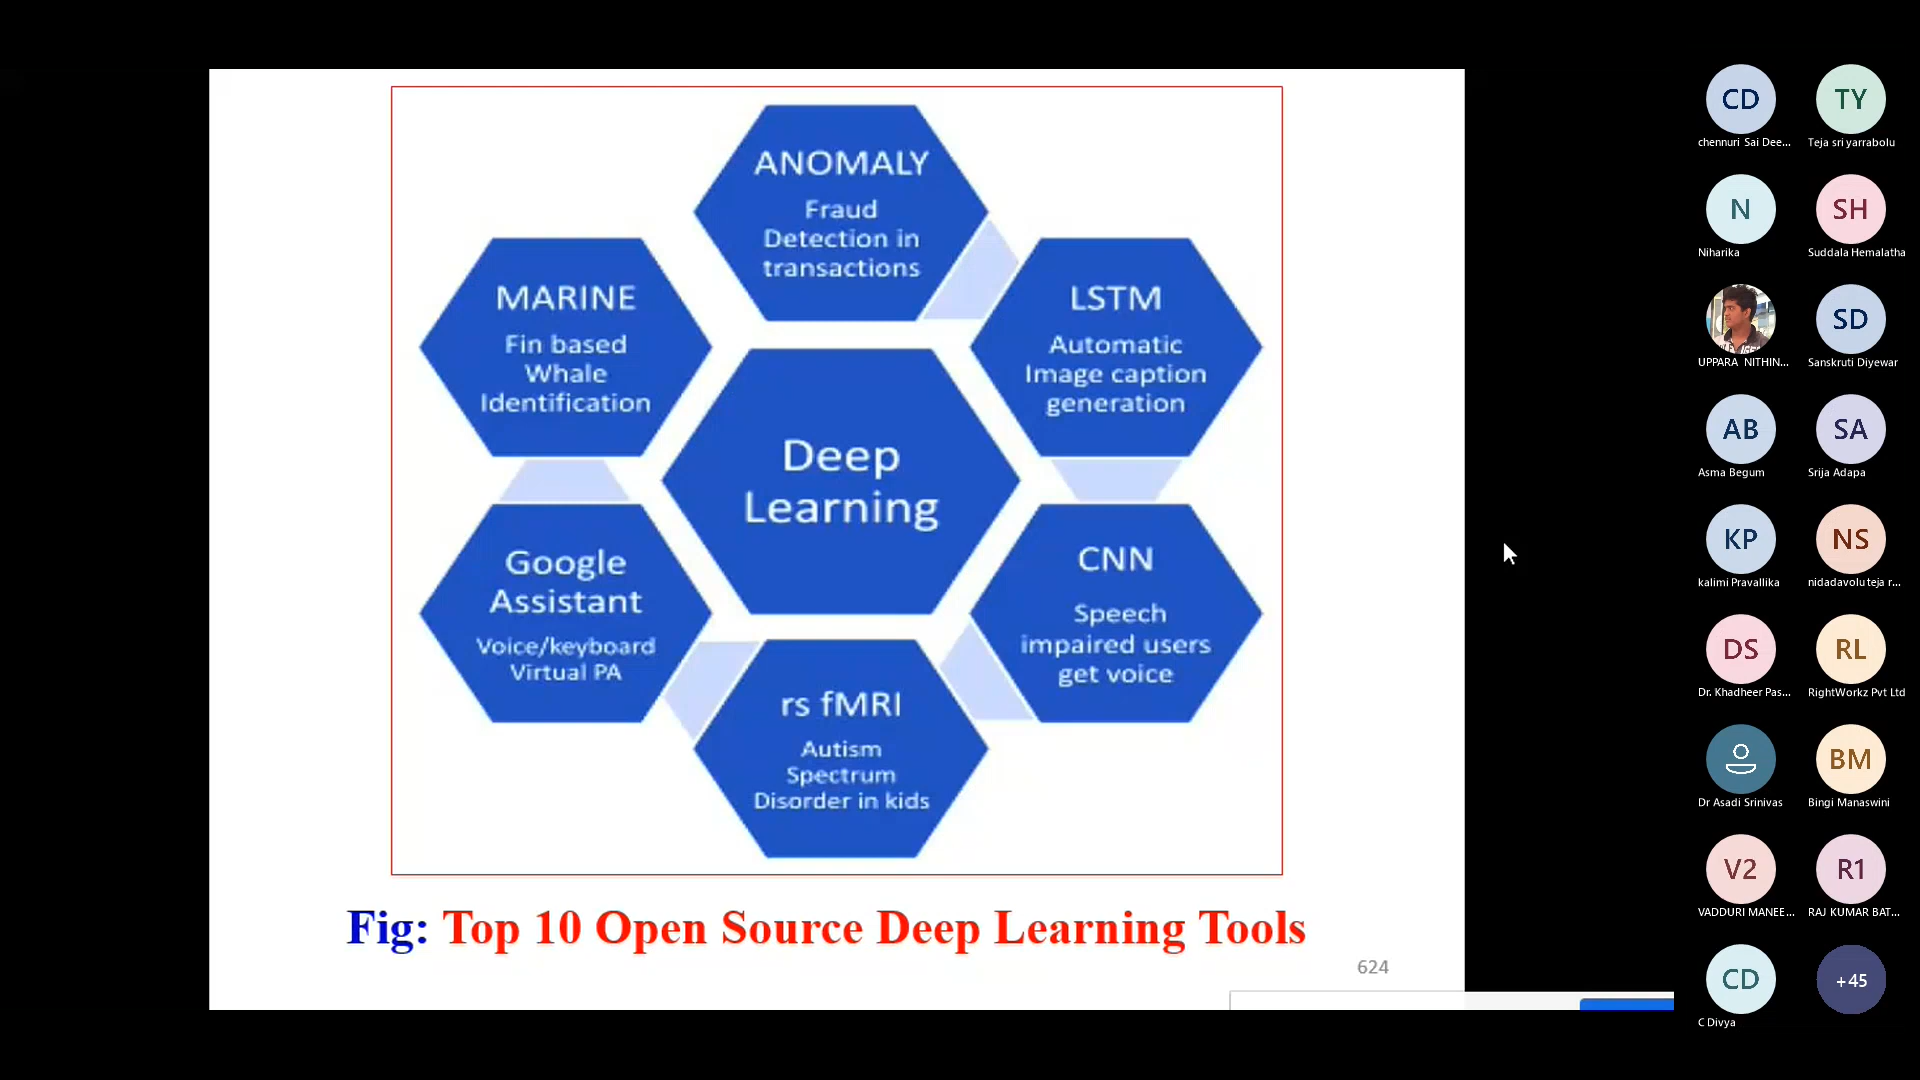 ANOMALY
Fraud
Detection in
transactions
MARINE
Fin based
Whale
Identification
LSTM
Automatic
Image caption
generation
Deep
Learning
Google
Assistant
Voice/keyboard
Virtual PA
CNN
Speech
impaired users
get voice
rs fMRI
Autism
Spectrum
Disorder in kids
Fig: Top 10 Open Source Deep Learning Tools
624
CD
chennuri Sai Dee...
TY
Teja sri yarrabolu
N
Niharika
SH
Suddala Hemalatha
UPPARA NITHIN...
SD
Sanskruti Diyewar
AB
Asma Begum
SA
Srija Adapa
KP
kalimi Pravallika
NS
nidadavolu teja r...
DS
Dr. Khadheer Pas...
RL
RightWorkz Pvt Ltd
Dr Asadi Srinivas
BM
Bingi Manaswini
V2
VADDURI MANEE...
R1
RAJ KUMAR BAT...
CD
C Divya
+45